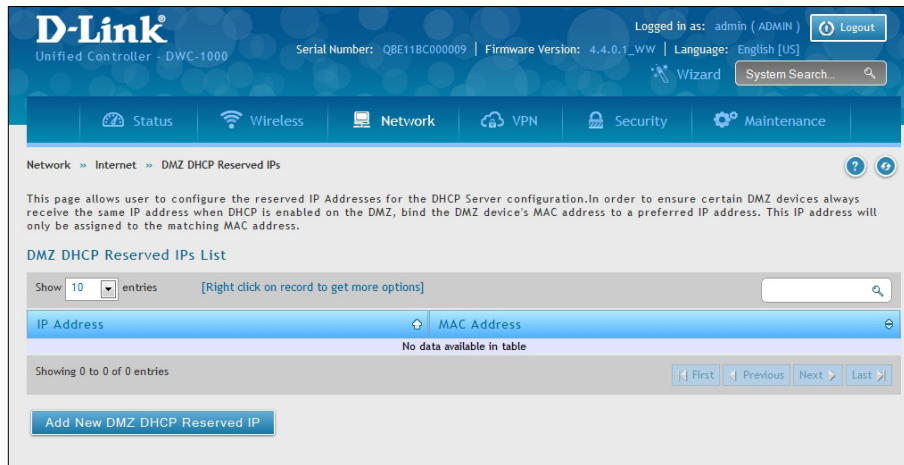 D-Link
Unified Controller - DWC-1000
Serial Number: QBE11BC000009 | Firmware Version: 4.4.0.1_WW | Language: English [US]
Logged in as: admin ( ADMIN ) Logout
Wizard System Search...
Status Wireless Network VPN Security Maintenance
Network » Internet » DMZ DHCP Reserved IPs
This page allows user to configure the reserved IP Addresses for the DHCP Server configuration.In order to ensure certain DMZ devices always
receive the same IP address when DHCP is enabled on the DMZ, bind the DMZ device's MAC address to a preferred IP address. This IP address will
only be assigned to the matching MAC address.
DMZ DHCP Reserved IPs List
Show 10 entries [Right click on record to get more options]
IP Address MAC Address
No data available in table
Showing 0 to 0 of 0 entries First Previous Next Last
Add New DMZ DHCP Reserved IP